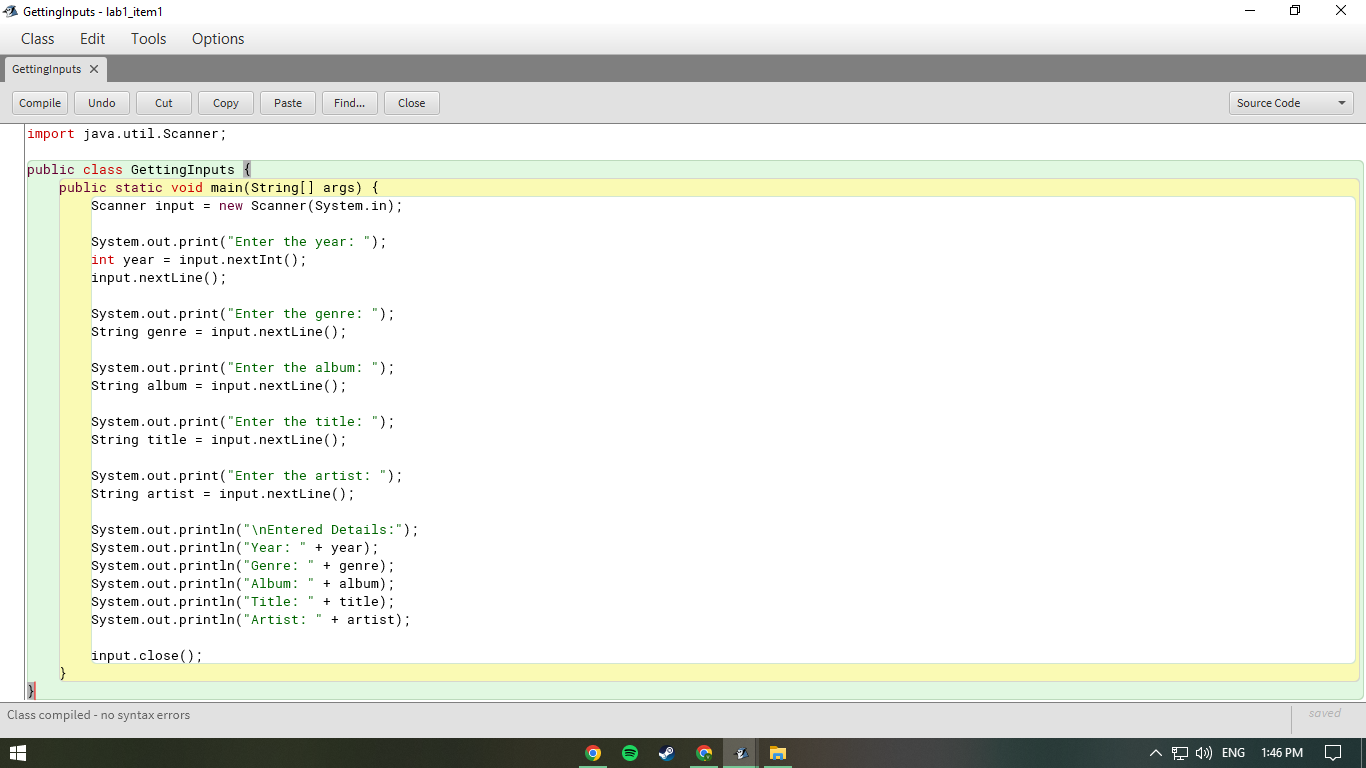 GettingInputs - lab1_item1
Class Edit Tools Options
GettingInputs
Compile Undo Cut Copy Paste Find... Close Source Code
import java.util.Scanner;
public class GettingInputs {
public static void main(String[] args) {
Scanner input = new Scanner(System.in);
System.out.print("Enter the year: ");
int year = input.nextInt();
input.nextLine();
System.out.print("Enter the genre: ");
String genre = input.nextLine();
System.out.print("Enter the album: ");
String album = input.nextLine();
System.out.print("Enter the title: ");
String title = input.nextLine();
System.out.print("Enter the artist: ");
String artist = input.nextLine();
System.out.println("\nEntered Details:");
System.out.println("Year: " + year);
System.out.println("Genre: " + genre);
System.out.println("Album: " + album);
System.out.println("Title: " + title);
System.out.println("Artist: " + artist);
input.close();
}
}
Class compiled - no syntax errors
saved
ENG 1:46 PM